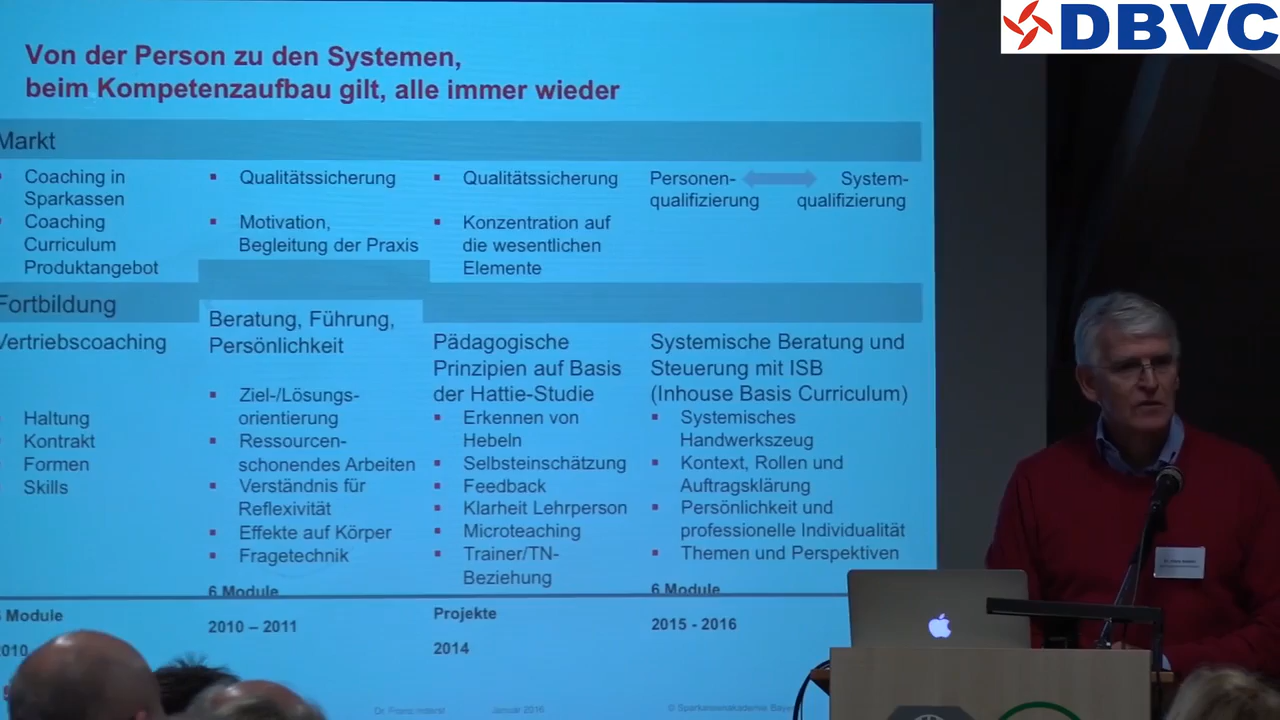 DBVC
Von der Person zu den Systemen,
beim Kompetenzaufbau gilt, alle immer wieder
Markt
Coaching in
Sparkassen
Coaching
Curriculum
Produktangebot
Qualitätssicherung
Motivation,
Begleitung der Praxis
Qualitätssicherung
Konzentration auf
die wesentlichen
Elemente
Personen-
qualifizierung
System-
qualifizierung
Fortbildung
Vertriebscoaching
Haltung
Kontrakt
Formen
Skills
Module
2010
Beratung, Führung,
Persönlichkeit
Ziel-/Lösungs-
orientierung
Ressourcen-
schonendes Arbeiten
Verständnis für
Reflexivität
Effekte auf Körper
Fragetechnik
6 Module
2010 – 2011
Pädagogische
Prinzipien auf Basis
der Hattie-Studie
Erkennen von
Hebeln
Selbsteinschätzung
Feedback
Klarheit Lehrperson
Microteaching
Trainer/TN-
Beziehung
Projekte
2014
Systemische Beratung und
Steuerung mit ISB
(Inhouse Basis Curriculum)
Systemisches
Handwerkszeug
Kontext, Rollen und
Auftragsklärung
Persönlichkeit und
professionelle Individualität
Themen und Perspektiven
6 Module
2015 - 2016
Januar 2016
© Sparkassenakademie